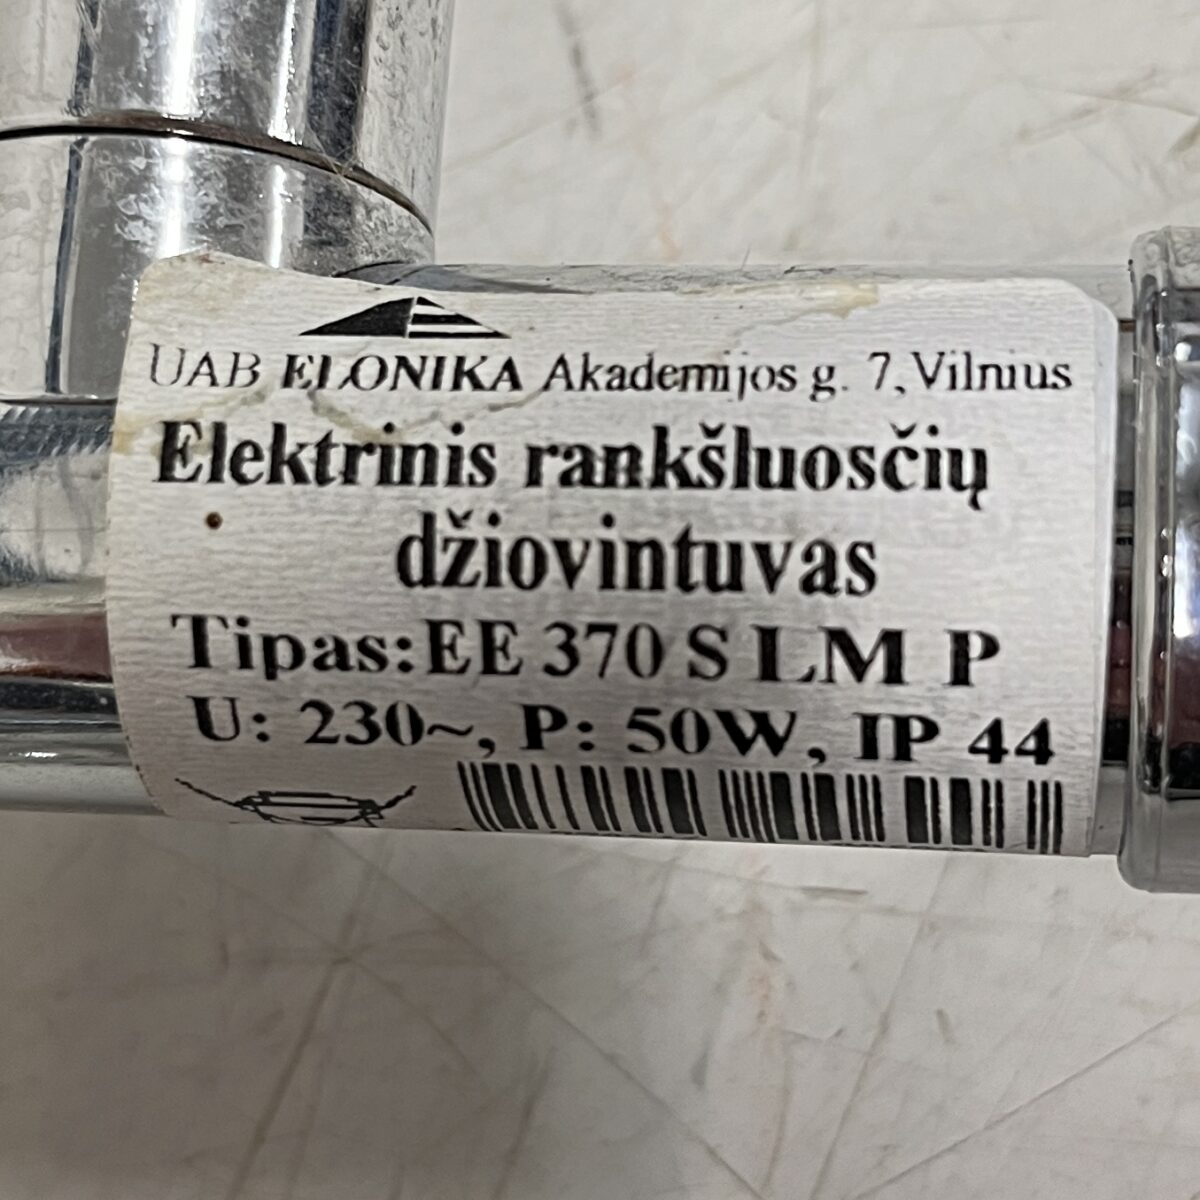 UAB ELONIKA Akademijos g. 7, Vilnius
Elektrinis rankšluosčių
džiovintuvas
Tipas: EE 370 S LM P
U: 230~, P: 50W, IP 44